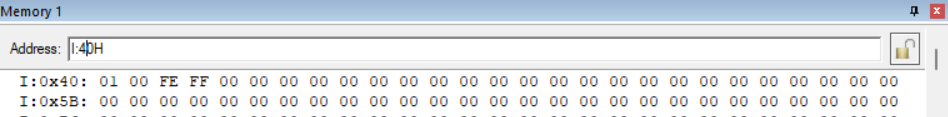 Memory 1
Address: I:40H
I:0x40: 01 00 FE FF 00 00 00 00 00 00 00 00 00 00 00 00 00 00 00 00 00 00 00 00 00 00 00
I:0x5B: 00 00 00 00 00 00 00 00 00 00 00 00 00 00 00 00 00 00 00 00 00 00 00 00 00 00 00